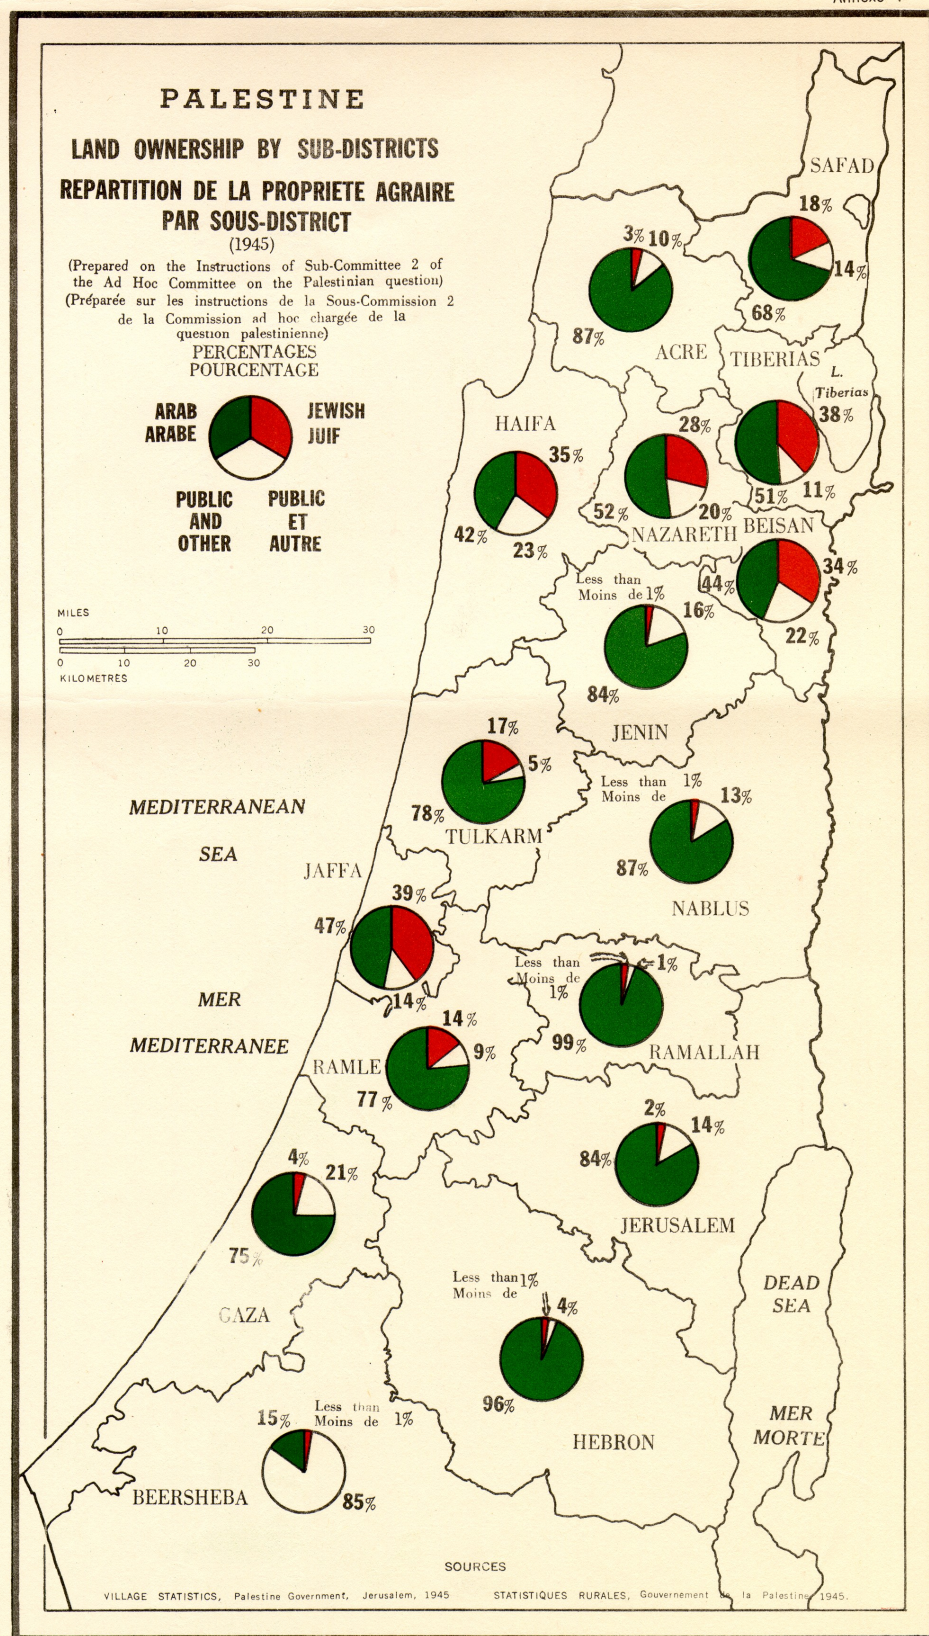 PALESTINE
LAND OWNERSHIP BY SUB-DISTRICTS
REPARTITION DE LA PROPRIETE AGRAIRE
PAR SOUS-DISTRICT
(1945)
(Prepared on the Instructions of Sub-Committee 2 of
the Ad Hoc Committee on the Palestinian question)
(Préparée sur les instructions de la Sous-Commission 2
de la Commission ad hoc chargée de la
question palestinienne)
PERCENTAGES
POURCENTAGE
ARAB
ARABE
JEWISH
JUIF
PUBLIC
AND
OTHER
PUBLIC
ET
AUTRE
MILES
0 10 20 30
0 10 20 30
KILOMETRES
SAFAD
18%
14%
68%
3% 10%
87%
ACRE
TIBERIAS
L.
Tiberias
38%
51% 11%
HAIFA
35%
42%
23%
28%
52%
20%
NAZARETH
BEISAN
34%
44%
22%
Less than
Moins de 1%
16%
84%
JENIN
17%
5%
78%
TULKARM
Less than 1%
Moins de
13%
87%
NABLUS
MEDITERRANEAN
SEA
JAFFA
39%
47%
14%
Less than
Moins de
1%
1%
99%
RAMALLAH
MER
MEDITERRANEE
14%
9%
RAMLE
77%
2%
14%
84%
JERUSALEM
4%
21%
75%
GAZA
Less than 1%
Moins de
4%
96%
HEBRON
DEAD
SEA
MER
MORTE
15%
Less than
Moins de 1%
BEERSHEBA
85%
SOURCES
VILLAGE STATISTICS, Palestine Government, Jerusalem, 1945 STATISTIQUES RURALES, Gouvernement de la Palestine 1945.